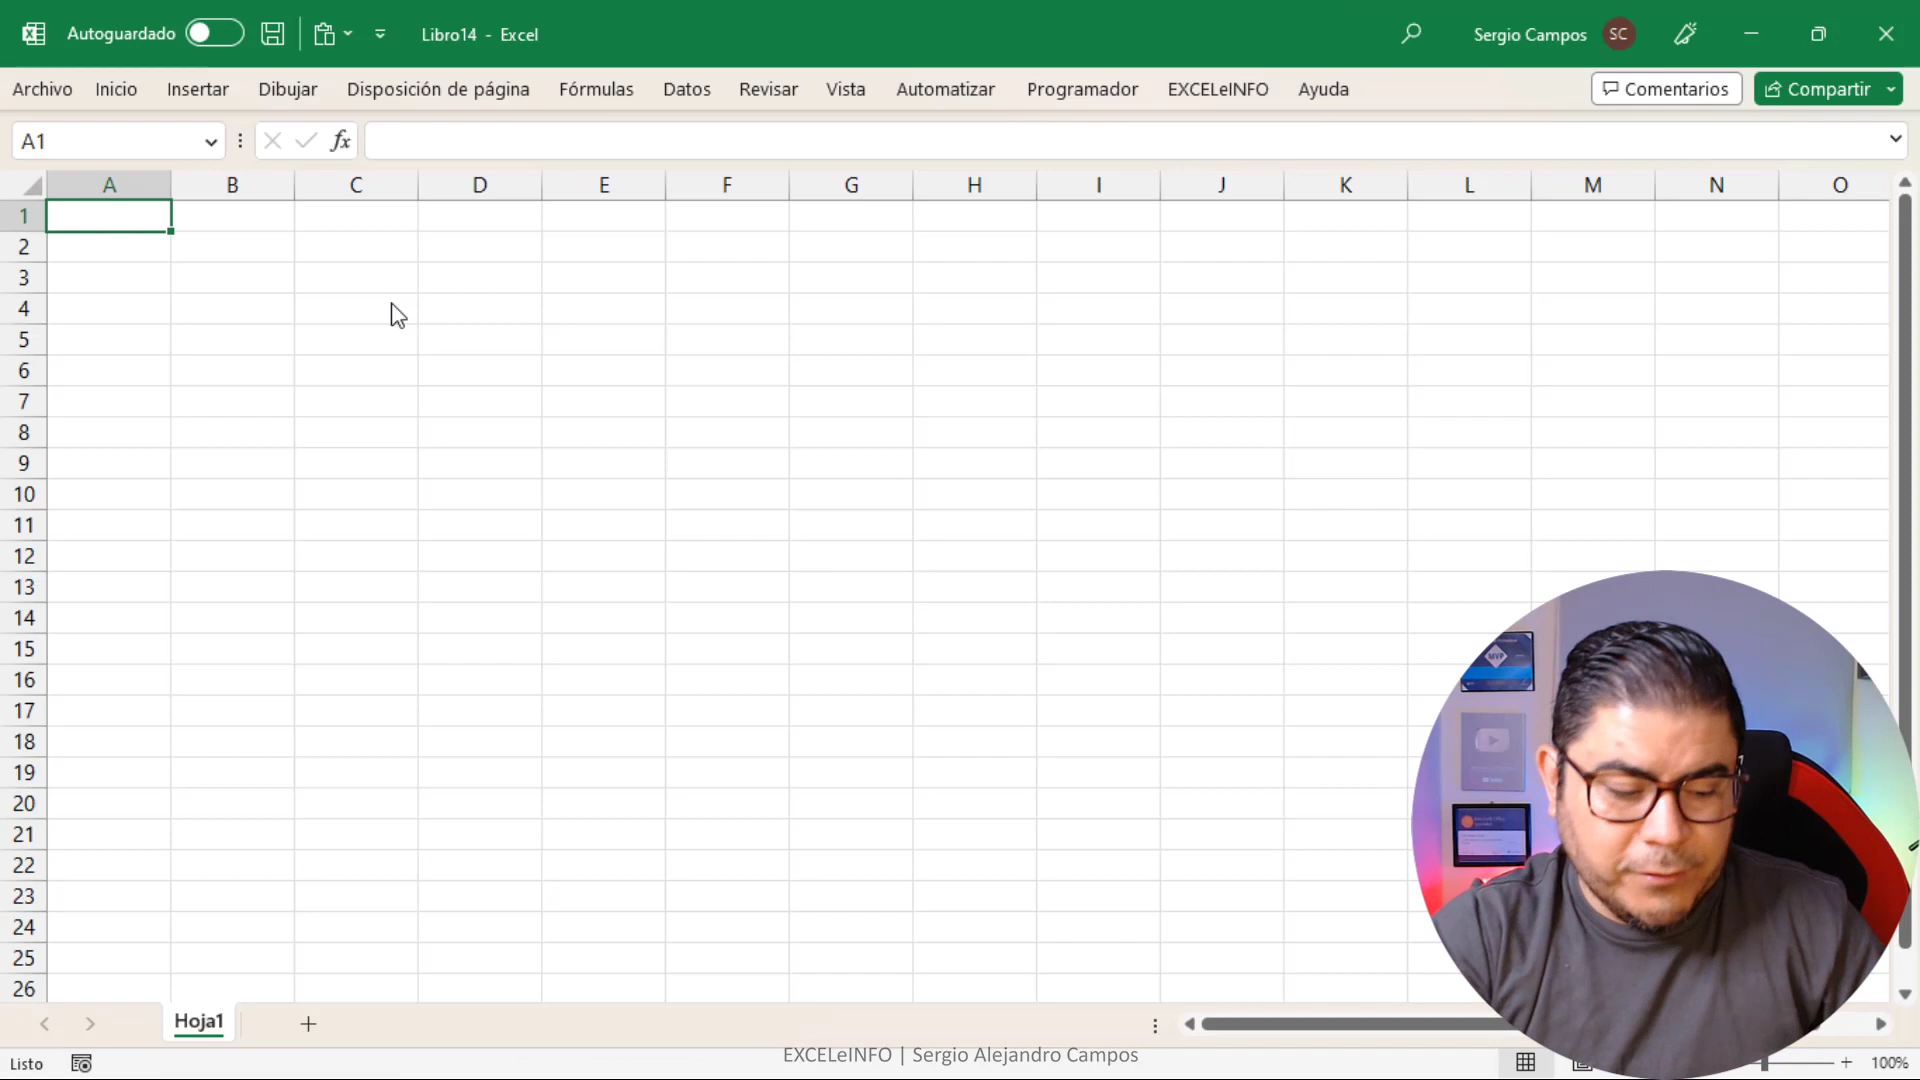 Autoguardado
Libro14 - Excel
Sergio Campos SC
Archivo Inicio Insertar Dibujar Disposición de página Fórmulas Datos Revisar Vista Automatizar Programador EXCELeINFO Ayuda Comentarios Compartir
A1 fx
A B C D E F G H I J K L M N O
1
2
3
4
5
6
7
8
9
10
11
12
13
14
15
16
17
18
19
20
21
22
23
24
25
26
MVP
Hoja1
EXCELeINFO | Sergio Alejandro Campos
Listo
100%